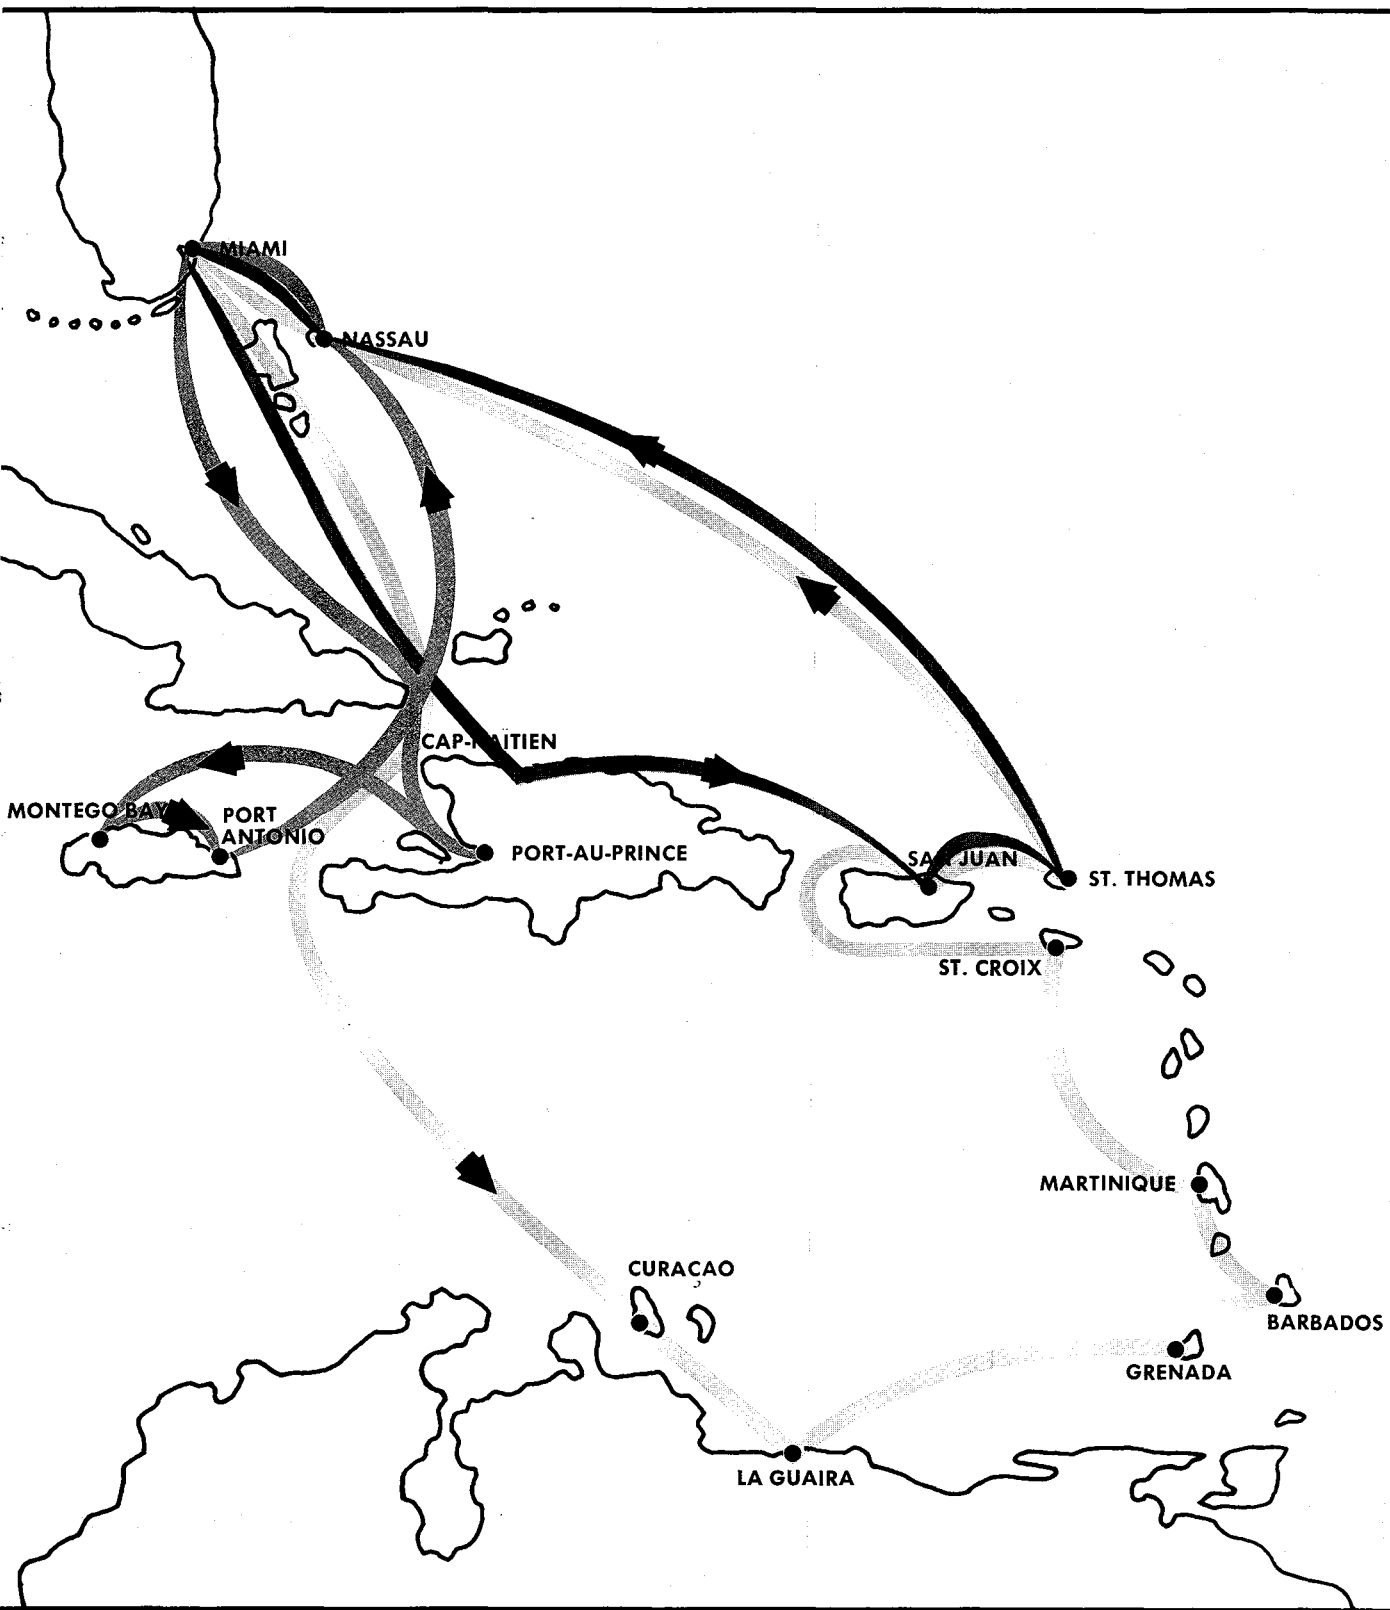 MIAMI
NASSAU
CAP-HAÏTIEN
MONTEGO BAY
PORT
ANTONIO
PORT-AU-PRINCE
SAN JUAN
ST. THOMAS
ST. CROIX
MARTINIQUE
CURAÇAO
BARBADOS
GRENADA
LA GUAIRA